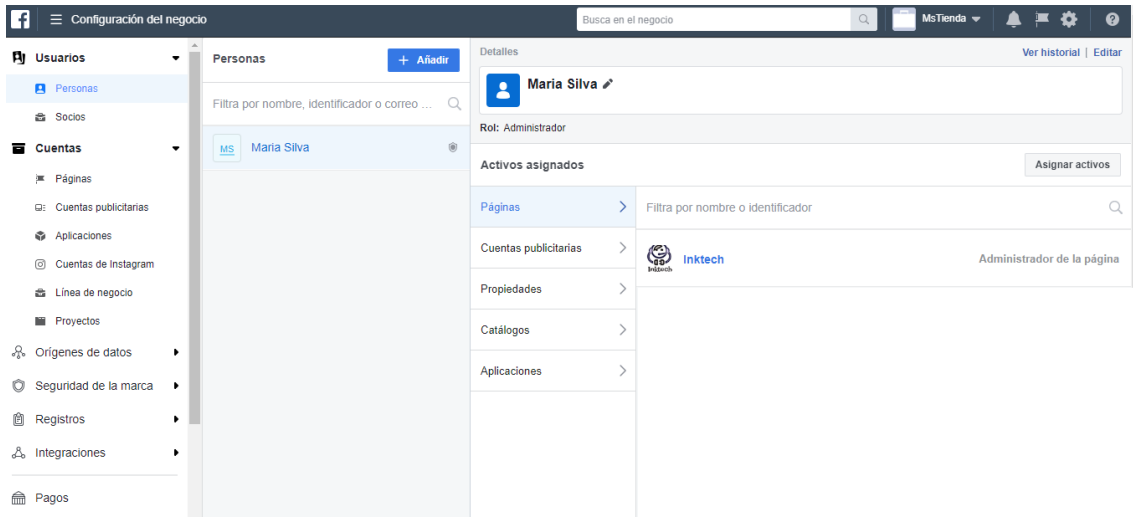 Configuración del negocio
Busca en el negocio
MsTienda
Usuarios
Personas
Socios
Cuentas
Páginas
Cuentas publicitarias
Aplicaciones
Cuentas de Instagram
Línea de negocio
Proyectos
Orígenes de datos
Seguridad de la marca
Registros
Integraciones
Pagos
Personas
+ Añadir
Filtra por nombre, identificador o correo ...
MS Maria Silva
Detalles
Ver historial | Editar
Maria Silva
Rol: Administrador
Activos asignados
Asignar activos
Páginas
Cuentas publicitarias
Propiedades
Catálogos
Aplicaciones
Filtra por nombre o identificador
Inktech
Inktech Administrador de la página